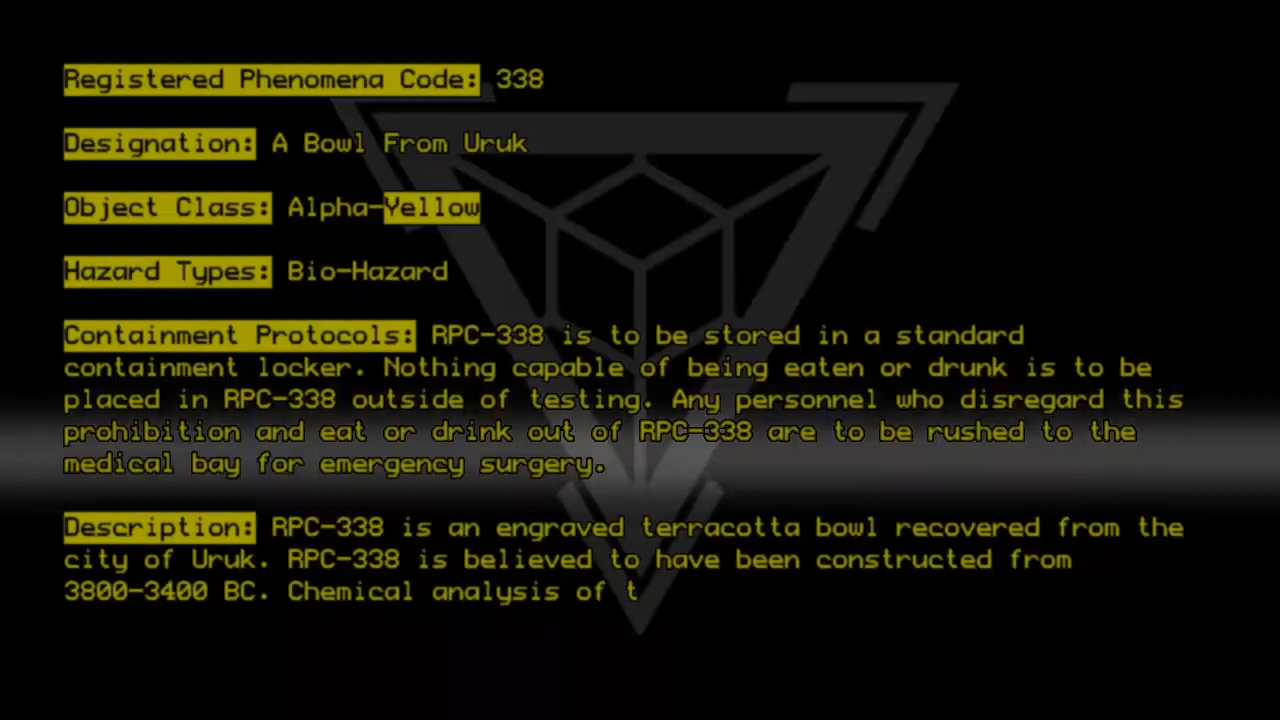 Registered Phenomena Code: 338
Designation: A Bowl From Uruk
Object Class: Alpha-Yellow
Hazard Types: Bio-Hazard
Containment Protocols: RPC-338 is to be stored in a standard
containment locker. Nothing capable of being eaten or drunk is to be
placed in RPC-338 outside of testing. Any personnel who disregard this
prohibition and eat or drink out of RPC-338 are to be rushed to the
medical bay for emergency surgery.
Description: RPC-338 is an engraved terracotta bowl recovered from the
city of Uruk. RPC-338 is believed to have been constructed from
3800-3400 BC. Chemical analysis of t